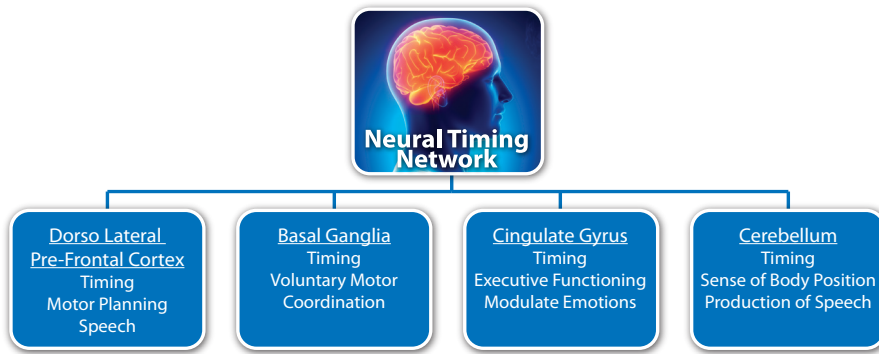 Neural Timing
Network
Dorso Lateral
Pre-Frontal Cortex
Timing
Motor Planning
Speech
Basal Ganglia
Timing
Voluntary Motor
Coordination
Cingulate Gyrus
Timing
Executive Functioning
Modulate Emotions
Cerebellum
Timing
Sense of Body Position
Production of Speech